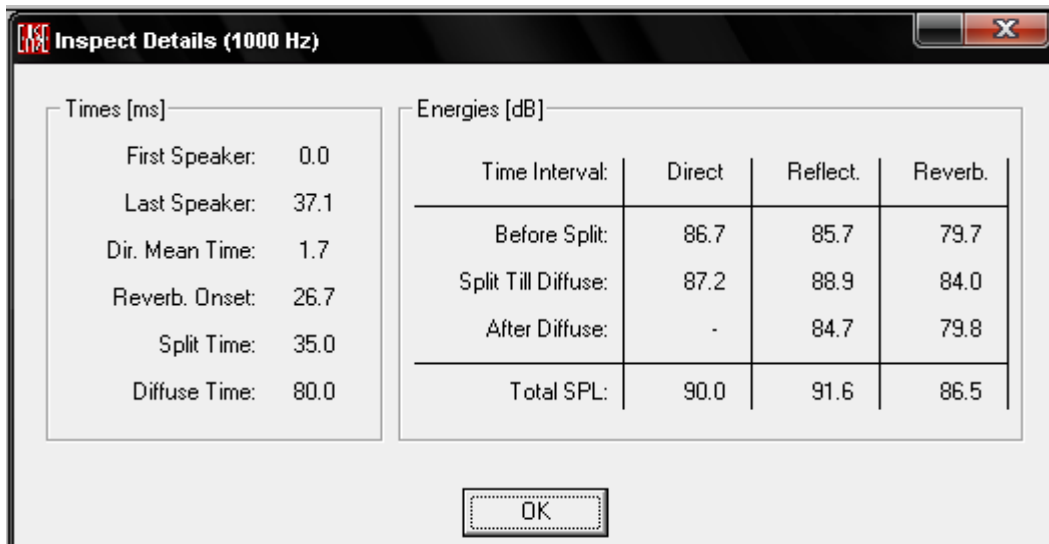 Inspect Details (1000 Hz)
Times [ms]
First Speaker: 0.0
Last Speaker: 37.1
Dir. Mean Time: 1.7
Reverb. Onset: 26.7
Split Time: 35.0
Diffuse Time: 80.0
Energies [dB]
Time Interval: Direct Reflect. Reverb.
Before Split: 86.7 85.7 79.7
Split Till Diffuse: 87.2 88.9 84.0
After Diffuse: - 84.7 79.8
Total SPL: 90.0 91.6 86.5
OK